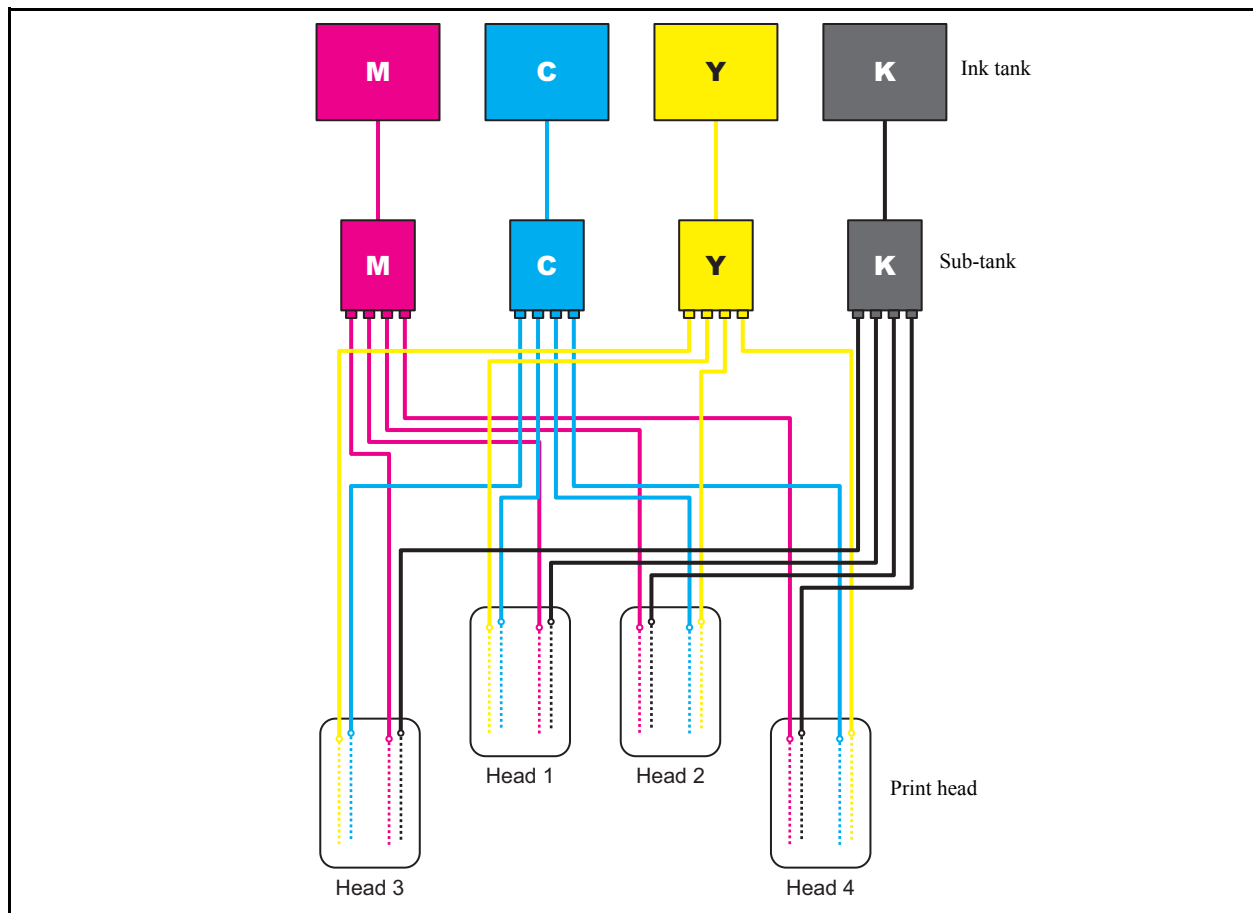 M C Y K Ink tank
M C Y K Sub-tank
Head 1 Head 2
Print head
Head 3 Head 4